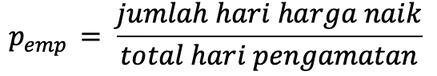 p_emp = jumlah hari harga naik / total hari pengamatan